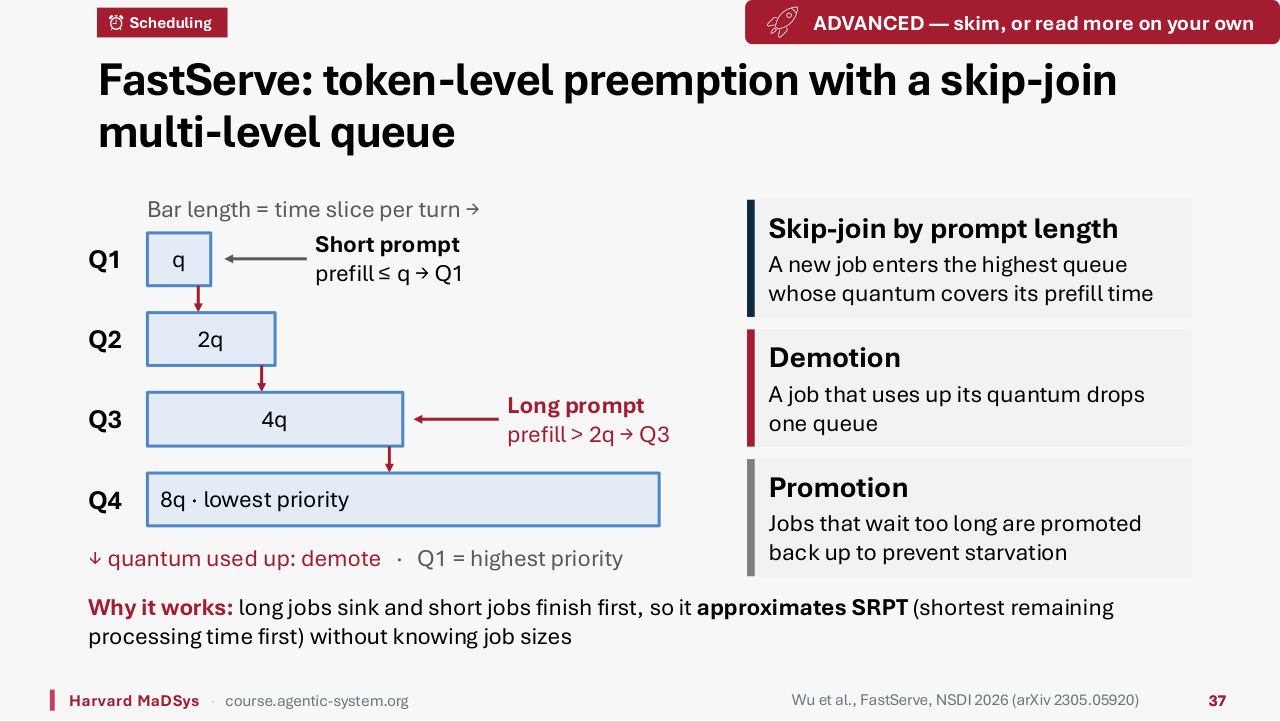 Scheduling
ADVANCED — skim, or read more on your own
FastServe: token-level preemption with a skip-join
multi-level queue
Bar length = time slice per turn →
Q1
q
Short prompt
prefill ≤ q → Q1
Q2
2q
Q3
4q
Long prompt
prefill > 2q → Q3
Q4
8q · lowest priority
↓ quantum used up: demote · Q1 = highest priority
Skip-join by prompt length
A new job enters the highest queue
whose quantum covers its prefill time
Demotion
A job that uses up its quantum drops
one queue
Promotion
Jobs that wait too long are promoted
back up to prevent starvation
Why it works: long jobs sink and short jobs finish first, so it approximates SRPT (shortest remaining
processing time first) without knowing job sizes
Harvard MaDSys · course.agentic-system.org
Wu et al., FastServe, NSDI 2026 (arXiv 2305.05920)
37